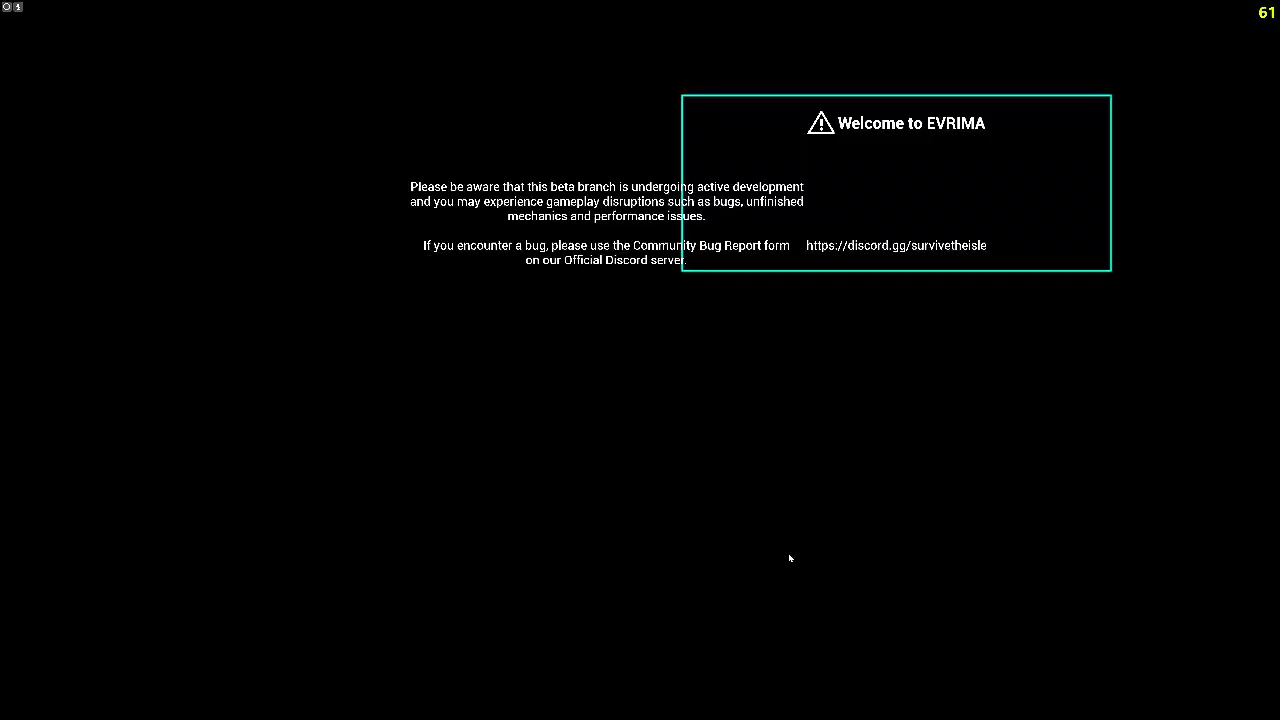 61
Welcome to EVRIMA
Please be aware that this beta branch is undergoing active development
and you may experience gameplay disruptions such as bugs, unfinished
mechanics and performance issues.
If you encounter a bug, please use the Community Bug Report form
on our Official Discord server.
https://discord.gg/survivetheisle